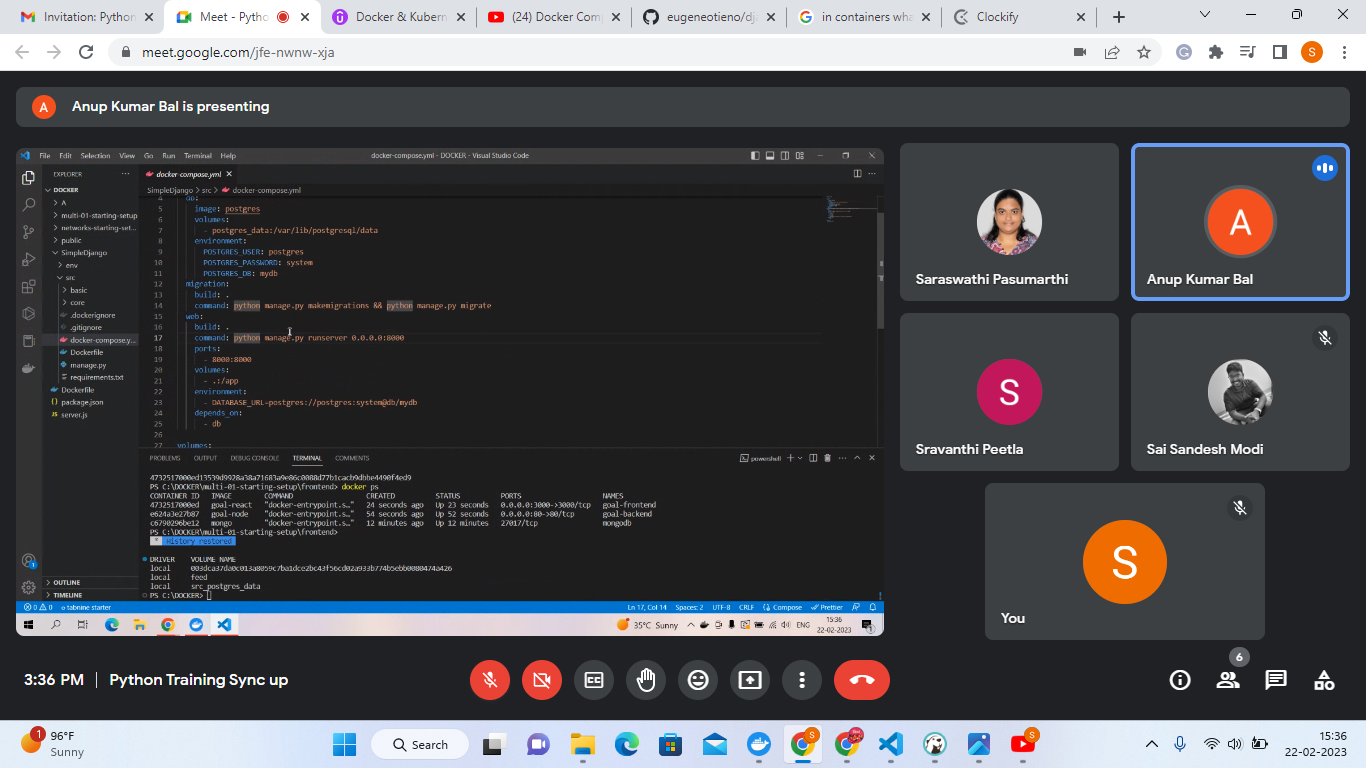 Invitation: Python
Meet - Pytho
Docker & Kubern
(24) Docker Com
eugeneotieno/dja
in containers wha
Clockify
meet.google.com/jfe-nwnw-xja
S
A
Anup Kumar Bal is presenting
File Edit Selection View Go Run Terminal Help
docker-compose.yml - DOCKER - Visual Studio Code
EXPLORER
docker-compose.yml
DOCKER
SimpleDjango > src > docker-compose.yml
A
multi-01-starting-setup
networks-starting-set...
public
SimpleDjango
env
src
basic
core
.dockerignore
.gitignore
docker-compose.y...
Dockerfile
manage.py
requirements.txt
Dockerfile
package.json
server.js
OUTLINE
TIMELINE
4 db:
5 image: postgres
6 volumes:
7 - postgres_data:/var/lib/postgresql/data
8 environment:
9 POSTGRES_USER: postgres
10 POSTGRES_PASSWORD: system
11 POSTGRES_DB: mydb
12 migration:
13 build: .
14 command: python manage.py makemigrations && python manage.py migrate
15 web:
16 build: .
17 command: python manage.py runserver 0.0.0.0:8000
18 ports:
19 - 8000:8000
20 volumes:
21 - .:/app
22 environment:
23 - DATABASE_URL=postgres://postgres:system@db/mydb
24 depends_on:
25 - db
26
27 volumes:
PROBLEMS OUTPUT DEBUG CONSOLE TERMINAL COMMENTS
powershell
PS C:\DOCKER\multi-01-starting-setup\frontend> docker ps
CONTAINER ID IMAGE COMMAND CREATED STATUS PORTS NAMES
4732517000ed goal-react "docker-entrypoint.s…" 24 seconds ago Up 23 seconds 0.0.0.0:3000->3000/tcp goal-frontend
e624a3e27b87 goal-node "docker-entrypoint.s…" 54 seconds ago Up 52 seconds 0.0.0.0:80->80/tcp goal-backend
c6790296be12 mongo "docker-entrypoint.s…" 12 minutes ago Up 12 minutes 27017/tcp mongodb
PS C:\DOCKER\multi-01-starting-setup\frontend>
* History restored
DRIVER VOLUME NAME
local
local feed
local src_postgres_data
PS C:\DOCKER>
0 0 tabnine starter
Ln 17, Col 14 Spaces: 2 UTF-8 CRLF Compose Prettier
35°C Sunny
ENG
15:36
22-02-2023
1
Saraswathi Pasumarthi
A
Anup Kumar Bal
S
Sravanthi Peetla
Sai Sandesh Modi
S
You
3:36 PM | Python Training Sync up
6
1
96°F
Sunny
Search
15:36
22-02-2023